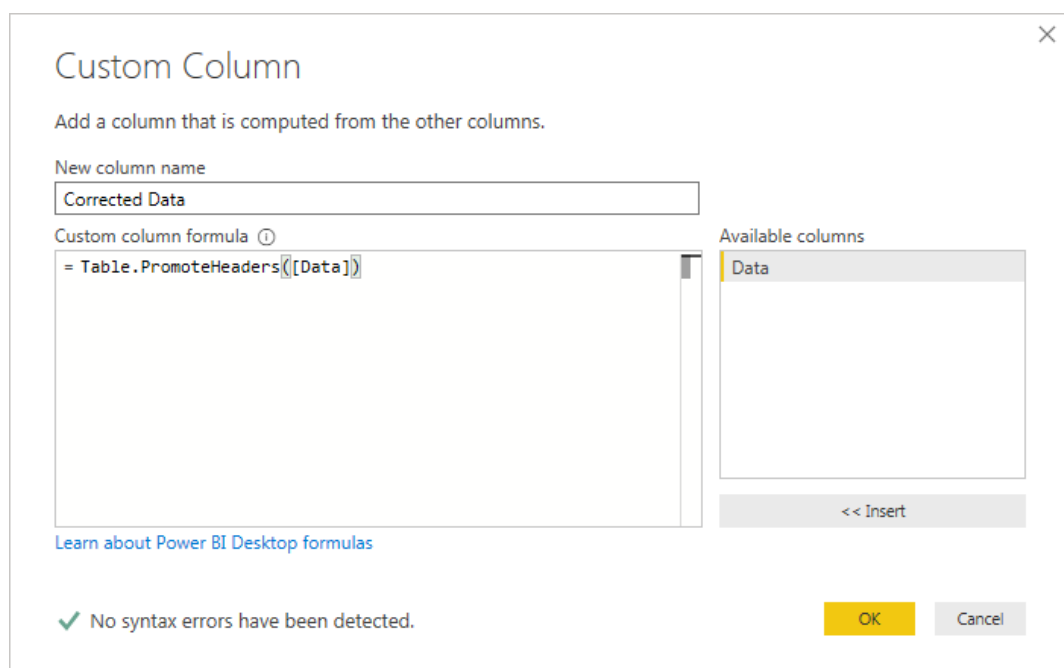 Custom Column
Add a column that is computed from the other columns.
New column name
Corrected Data
Custom column formula
Available columns
= Table.PromoteHeaders([Data])
Data
<< Insert
Learn about Power BI Desktop formulas
No syntax errors have been detected.
OK
Cancel